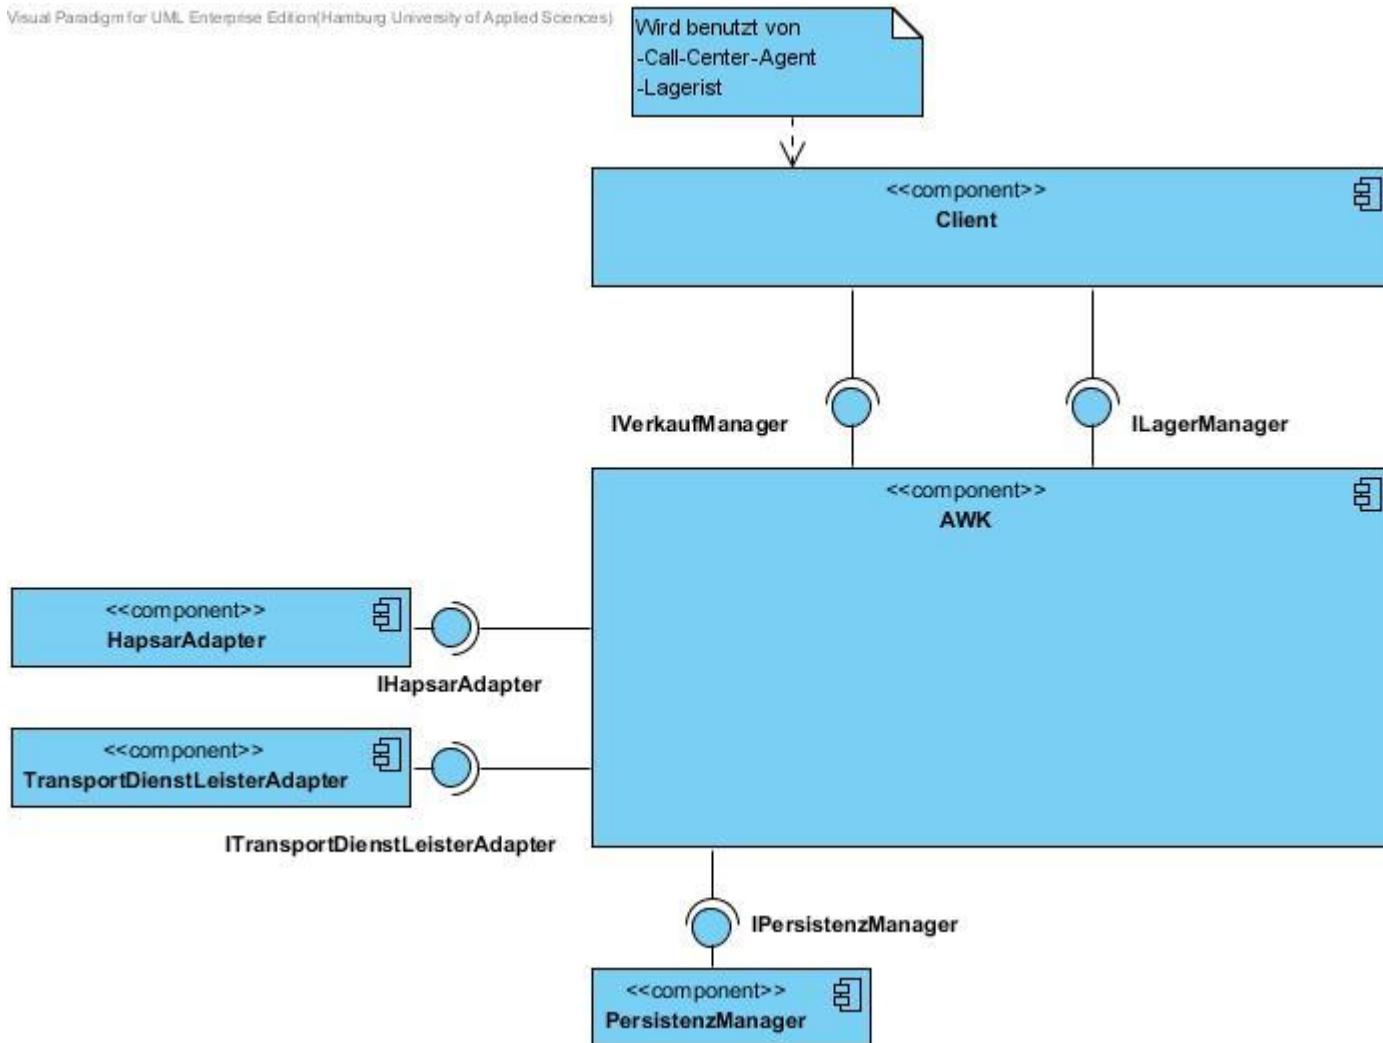 Visual Paradigm for UML Enterprise Edition(Hamburg University of Applied Sciences)
Wird benutzt von
-Call-Center-Agent
-Lagerist
<<component>>
Client
IVerkaufManager
ILagerManager
<<component>>
AWK
<<component>>
HapsarAdapter
IHapsarAdapter
<<component>>
TransportDienstLeisterAdapter
ITransportDienstLeisterAdapter
IPersistenzManager
<<component>>
PersistenzManager